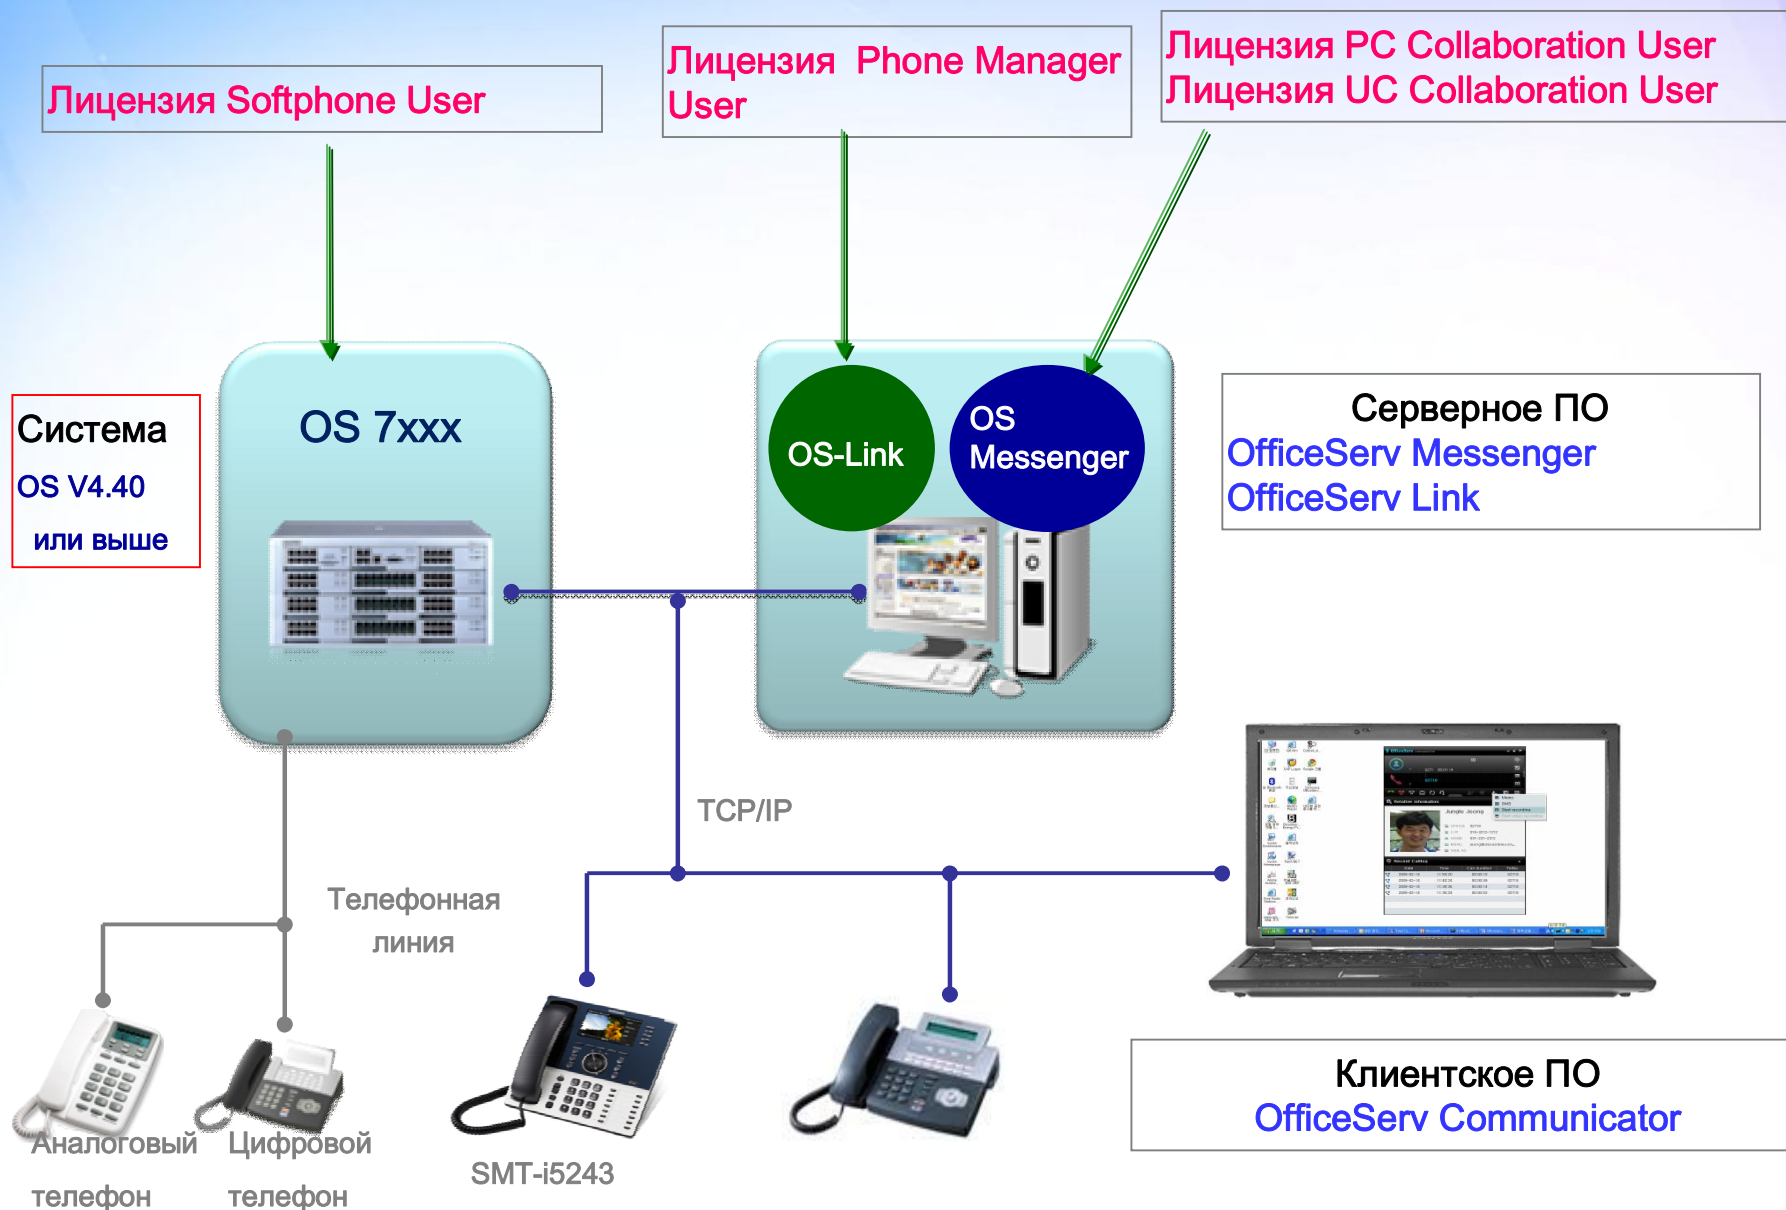 Лицензия Softphone User
Лицензия Phone Manager
User
Лицензия PC Collaboration User
Лицензия UC Collaboration User
Система
OS V4.40
или выше
OS 7xxx
OS-Link
OS
Messenger
Серверное ПО
OfficeServ Messenger
OfficeServ Link
TCP/IP
Телефонная
линия
Аналоговый
телефон
Цифровой
телефон
SMT-i5243
Клиентское ПО
OfficeServ Communicator